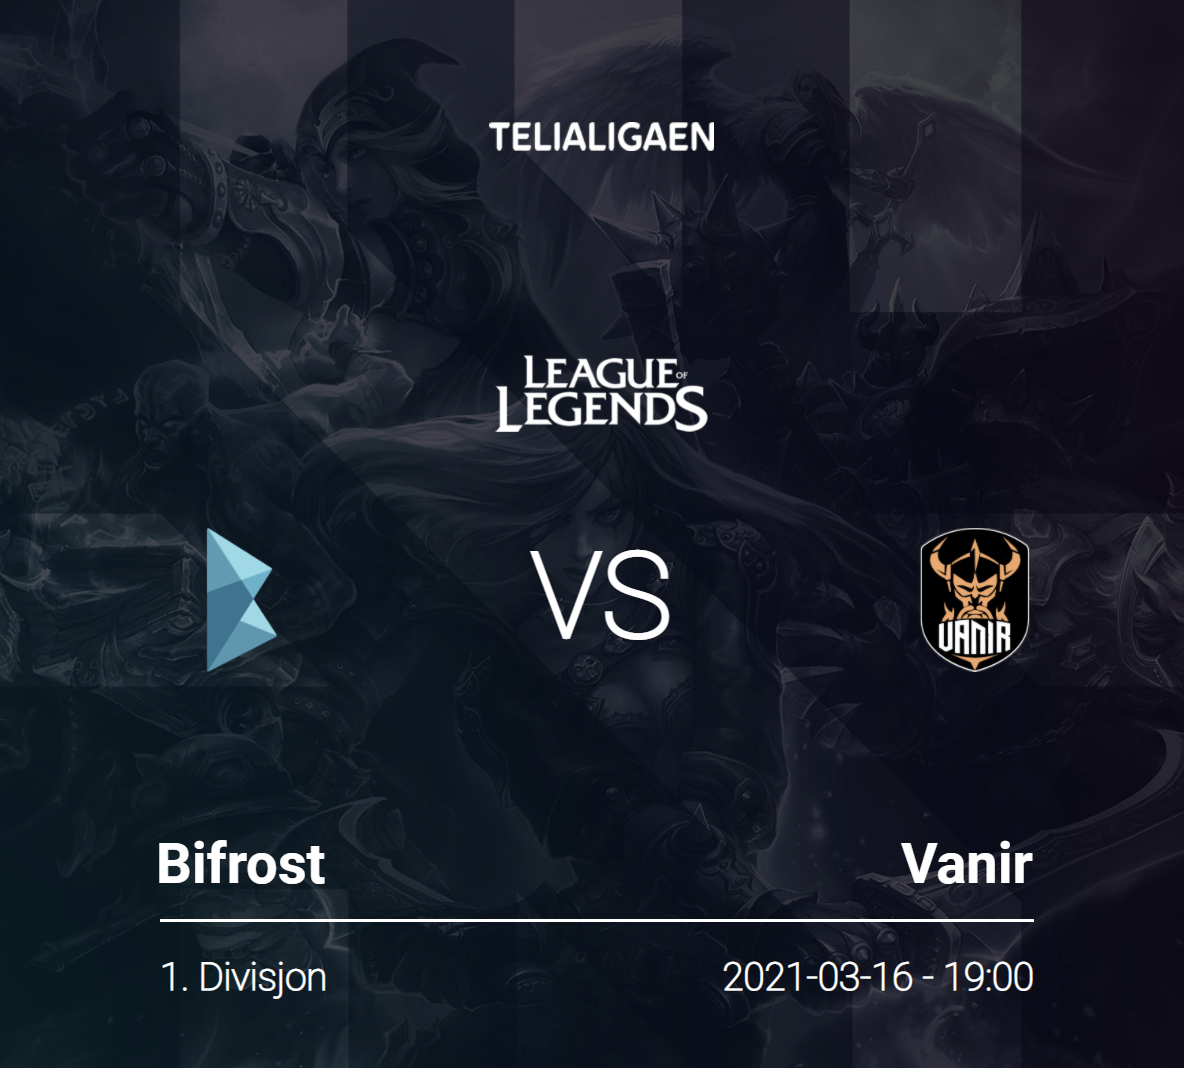 TELIALIGAEN
LEAGUE OF
LEGENDS
VS
VANIR
Bifrost
Vanir
1. Divisjon
2021-03-16 - 19:00